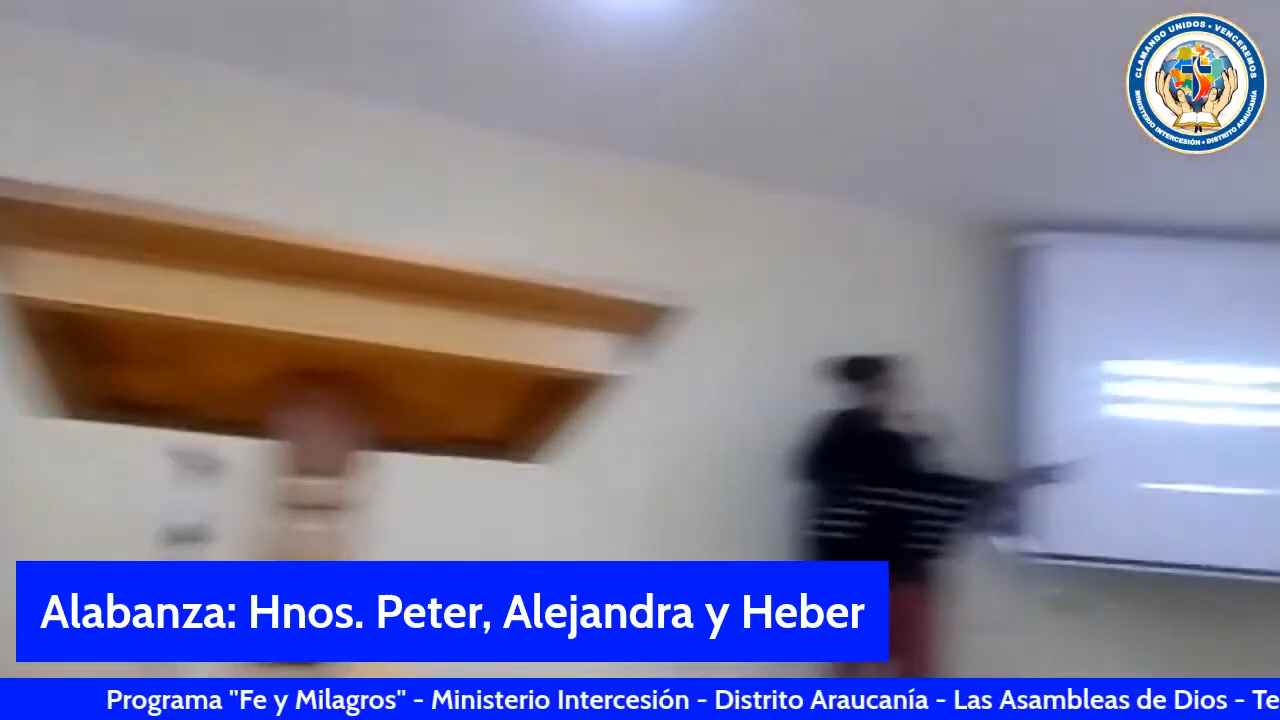 CLAMANDO UNIDOS • VENCEREMOS
MINISTERIO INTERCESIÓN • DISTRITO ARAUCANÍA
Alabanza: Hnos. Peter, Alejandra y Heber
Programa "Fe y Milagros" - Ministerio Intercesión - Distrito Araucanía - Las Asambleas de Dios - Te